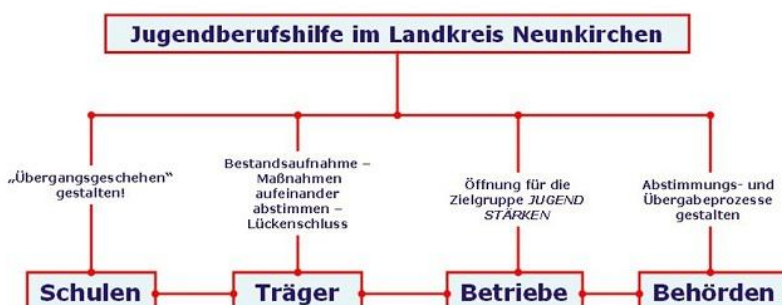 Jugendberufshilfe im Landkreis Neunkirchen
„Übergangsgeschehen“
gestalten!
Bestandsaufnahme –
Maßnahmen
aufeinander
abstimmen –
Lückenschluss
Öffnung für die
Zielgruppe JUGEND
STÄRKEN
Abstimmungs- und
Übergabeprozesse
gestalten
Schulen
Träger
Betriebe
Behörden